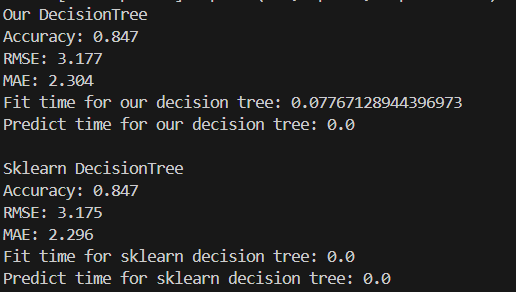 Our DecisionTree
Accuracy: 0.847
RMSE: 3.177
MAE: 2.304
Fit time for our decision tree: 0.07767128944396973
Predict time for our decision tree: 0.0
Sklearn DecisionTree
Accuracy: 0.847
RMSE: 3.175
MAE: 2.296
Fit time for sklearn decision tree: 0.0
Predict time for sklearn decision tree: 0.0